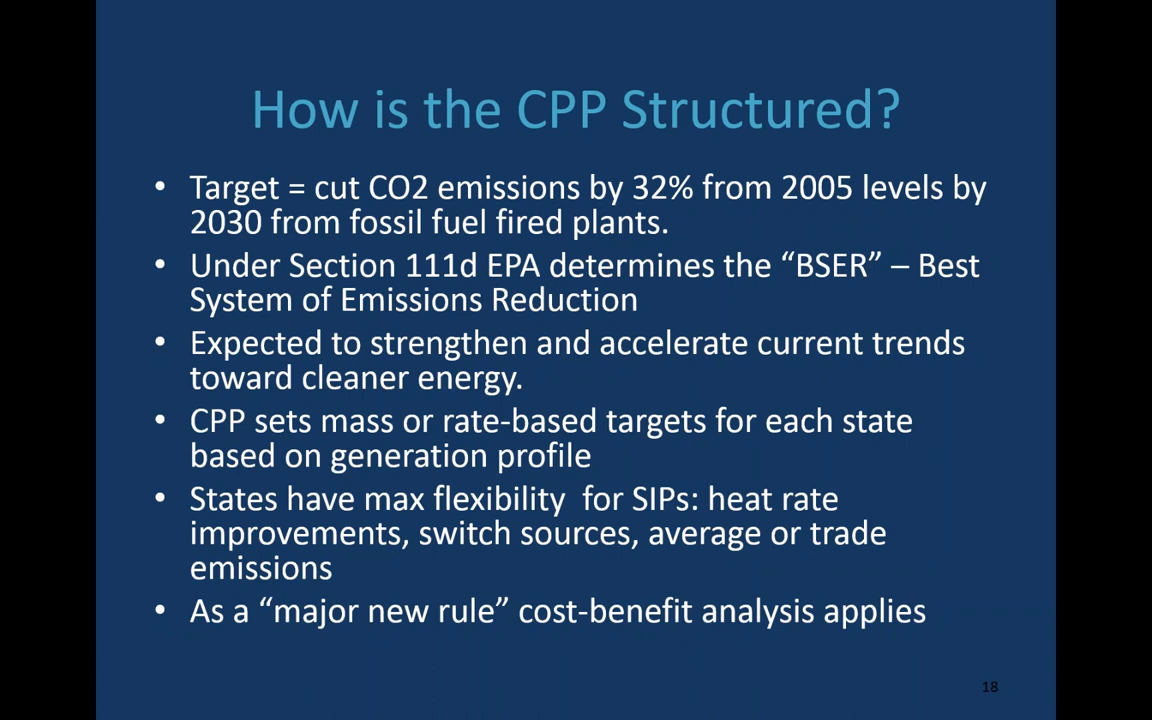 How is the CPP Structured?
• Target = cut CO2 emissions by 32% from 2005 levels by
2030 from fossil fuel fired plants.
• Under Section 111d EPA determines the “BSER” – Best
System of Emissions Reduction
• Expected to strengthen and accelerate current trends
toward cleaner energy.
• CPP sets mass or rate-based targets for each state
based on generation profile
• States have max flexibility  for SIPs: heat rate
improvements, switch sources, average or trade
emissions
• As a “major new rule” cost-benefit analysis applies
18